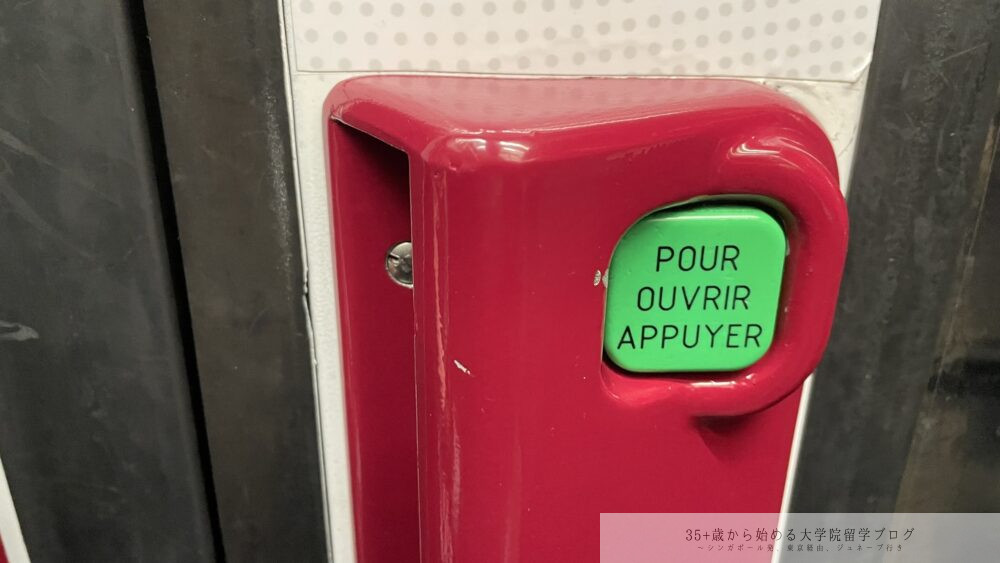 POUR
OUVRIR
APPUYER
35+歳から始める大学院留学ブログ
～シンガポール発、東京経由、ジュネーブ行き